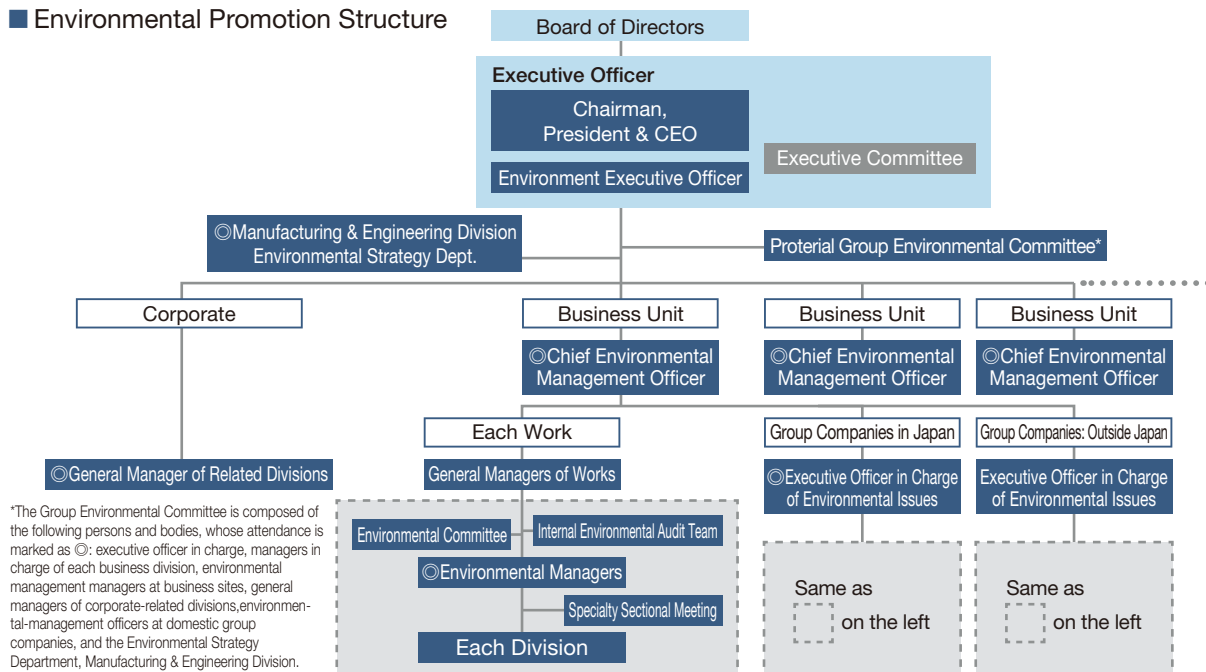 ■ Environmental Promotion Structure
Board of Directors
Executive Officer
Chairman,
President & CEO
Executive Committee
Environment Executive Officer
◎Manufacturing & Engineering Division
Environmental Strategy Dept.
Proterial Group Environmental Committee*
Corporate
Business Unit
Business Unit
Business Unit
◎Chief Environmental
Management Officer
◎Chief Environmental
Management Officer
◎Chief Environmental
Management Officer
Each Work
Group Companies in Japan
Group Companies: Outside Japan
◎General Manager of Related Divisions
General Managers of Works
◎Executive Officer in Charge
of Environmental Issues
Executive Officer in Charge
of Environmental Issues
Environmental Committee
Internal Environmental Audit Team
◎Environmental Managers
Specialty Sectional Meeting
Each Division
Same as
on the left
Same as
on the left
*The Group Environmental Committee is composed of
the following persons and bodies, whose attendance is
marked as ◎: executive officer in charge, managers in
charge of each business division, environmental
management managers at business sites, general
managers of corporate-related divisions,environmen-
tal-management officers at domestic group
companies, and the Environmental Strategy
Department, Manufacturing & Engineering Division.